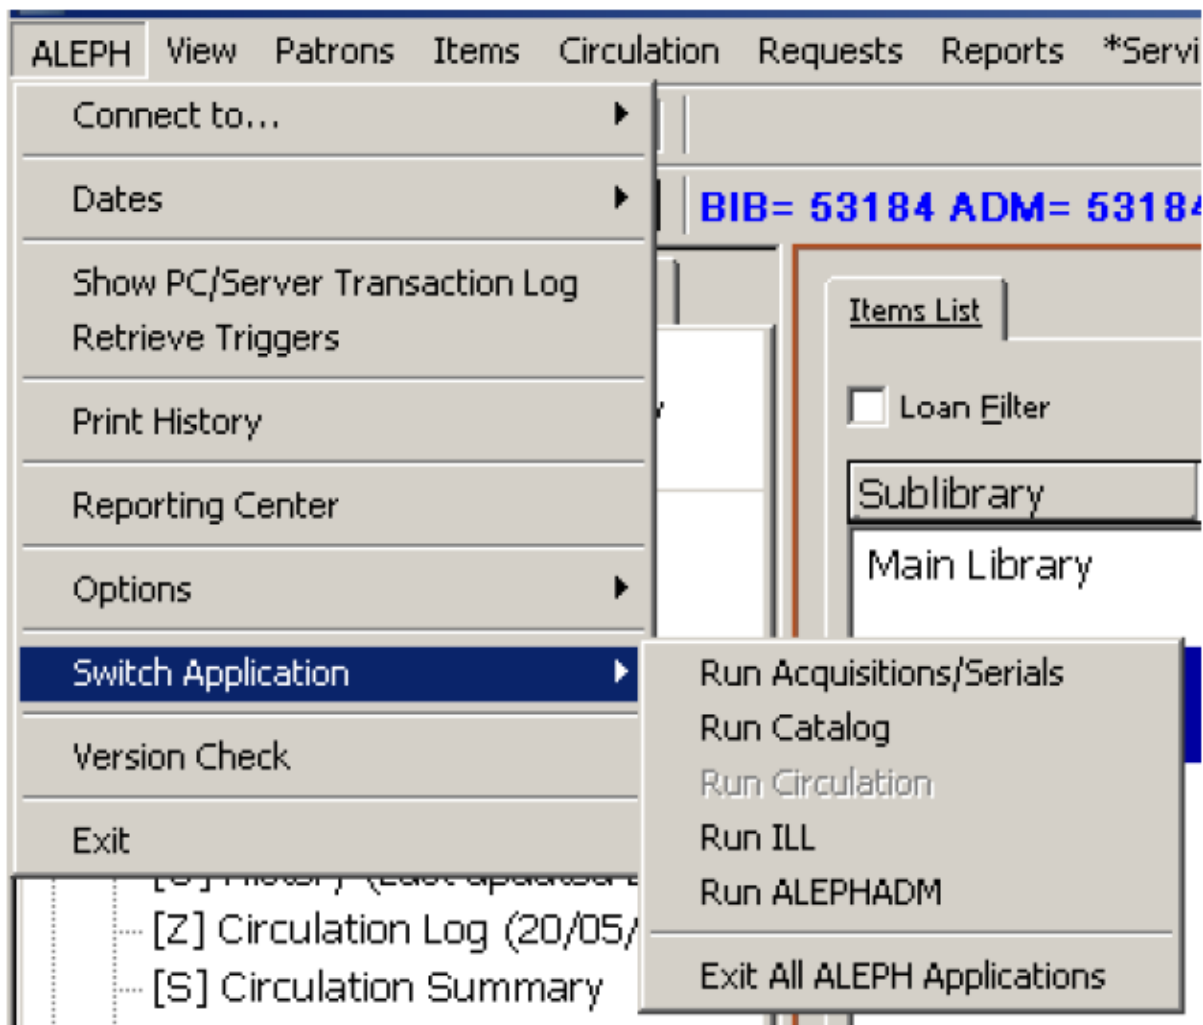 ALEPH View Patrons Items Circulation Requests Reports *Servi
Connect to...
Dates
BIB= 53184 ADM= 53184
Show PC/Server Transaction Log
Retrieve Triggers
Items List
Print History
Loan Filter
Reporting Center
Sublibrary
Main Library
Options
Switch Application
Run Acquisitions/Serials
Run Catalog
Run Circulation
Run ILL
Run ALEPHADM
Exit All ALEPH Applications
Version Check
Exit
[Z] Circulation Log (20/05/
[S] Circulation Summary